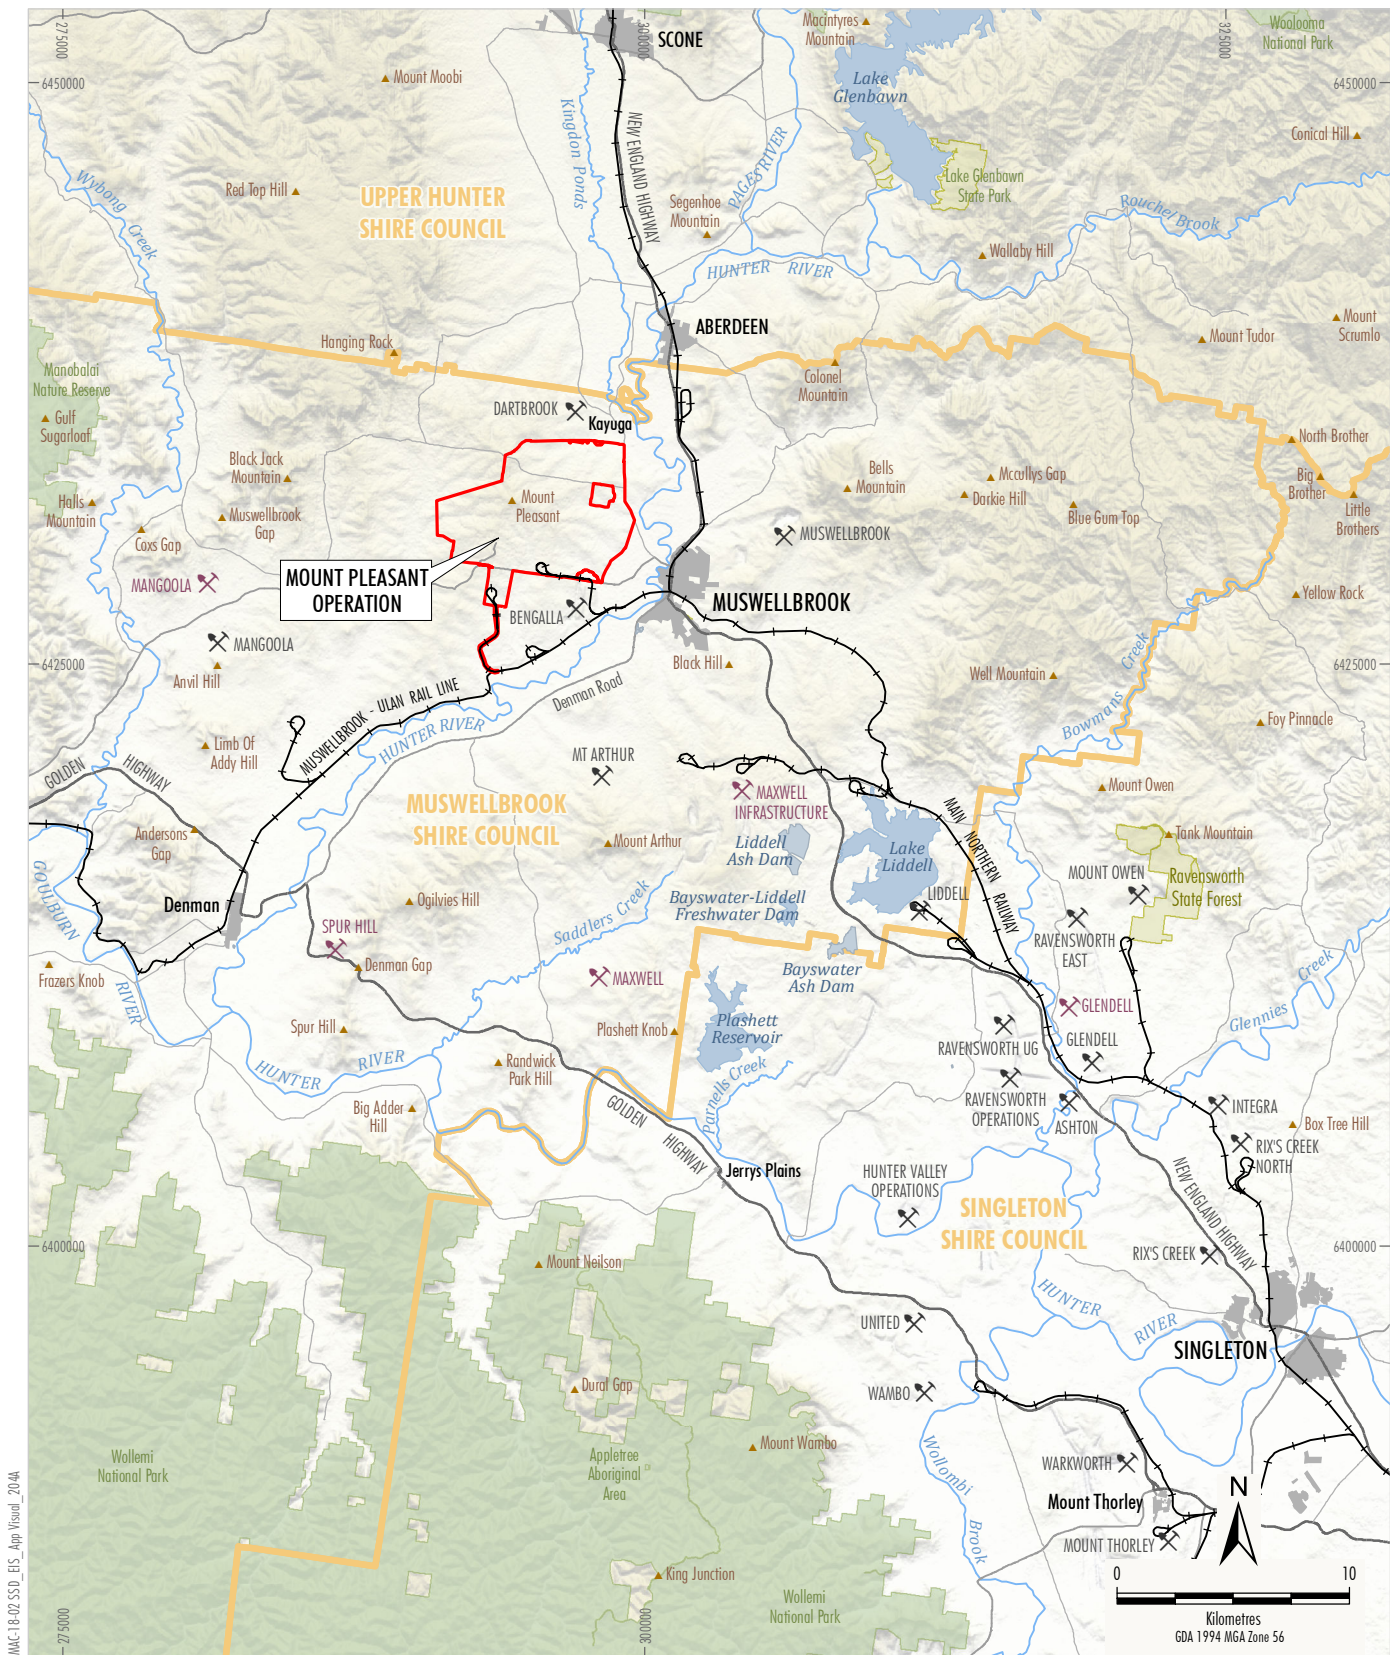 275000
300000
325000
SCONE
Macintyres
Mountain
Woolooma
National Park
6450000
Mount Moobi
Lake
Glenbawn
6450000
Kingdon Ponds
NEW ENGLAND HIGHWAY
PAGES RIVER
Conical Hill
Wybong Creek
Red Top Hill
UPPER HUNTER
SHIRE COUNCIL
Segenhoe
Mountain
Lake Glenbawn
State Park
Rouchel Brook
Wallaby Hill
HUNTER RIVER
ABERDEEN
Mount
Scrumlo
Mount Tudor
Hanging Rock
Manobalai
Nature Reserve
Colonel
Mountain
Gulf
Sugarloaf
DARTBROOK
Kayuga
North Brother
Black Jack
Mountain
Bells
Mountain
Mccullys Gap
Big
Brother
Darkie Hill
Halls
Mountain
Mount
Pleasant
Little
Brothers
Muswellbrook
Gap
Blue Gum Top
Coxs Gap
MUSWELLBROOK
MOUNT PLEASANT
OPERATION
MANGOOLA
Yellow Rock
MUSWELLBROOK
BENGALLA
MANGOOLA
6425000
6425000
Anvil Hill
Black Hill
Well Mountain
Bowmans Creek
Denman Road
MUSWELLBROOK - ULAN RAIL LINE
HUNTER RIVER
Foy Pinnacle
Limb Of
Addy Hill
GOLDEN HIGHWAY
MT ARTHUR
MAXWELL
INFRASTRUCTURE
Mount Owen
MUSWELLBROOK
SHIRE COUNCIL
MAIN NORTHERN RAILWAY
Andersons
Gap
Mount Arthur
Liddell
Ash Dam
Lake
Liddell
Tank Mountain
GOULBURN RIVER
MOUNT OWEN
Ravensworth
State Forest
Denman
Ogilvies Hill
Saddlers Creek
Bayswater-Liddell
Freshwater Dam
LIDDELL
SPUR HILL
RAVENSWORTH
EAST
Denman Gap
Frazers Knob
MAXWELL
Bayswater
Ash Dam
Glennies Creek
GLENDELL
Spur Hill
Plashett Knob
Plashett
Reservoir
RAVENSWORTH UG
GLENDELL
HUNTER RIVER
Randwick
Park Hill
Parnells Creek
RAVENSWORTH
OPERATIONS
ASHTON
INTEGRA
Big Adder
Hill
GOLDEN HIGHWAY
Box Tree Hill
RIX'S CREEK
NORTH
Jerrys Plains
HUNTER VALLEY
OPERATIONS
NEW ENGLAND HIGHWAY
SINGLETON
SHIRE COUNCIL
6400000
6400000
RIX'S CREEK
Mount Neilson
HUNTER RIVER
UNITED
SINGLETON
Dural Gap
WAMBO
Mount Wambo
Wollombi Brook
Wollemi
National Park
Appletree
Aboriginal
Area
WARKWORTH
Mount Thorley
N
MOUNT THORLEY
King Junction
Wollemi
National Park
0 10
Kilometres
GDA 1994 MGA Zone 56
275000
300000
MAC-18-02 SSD_EIS_App Visual_204A